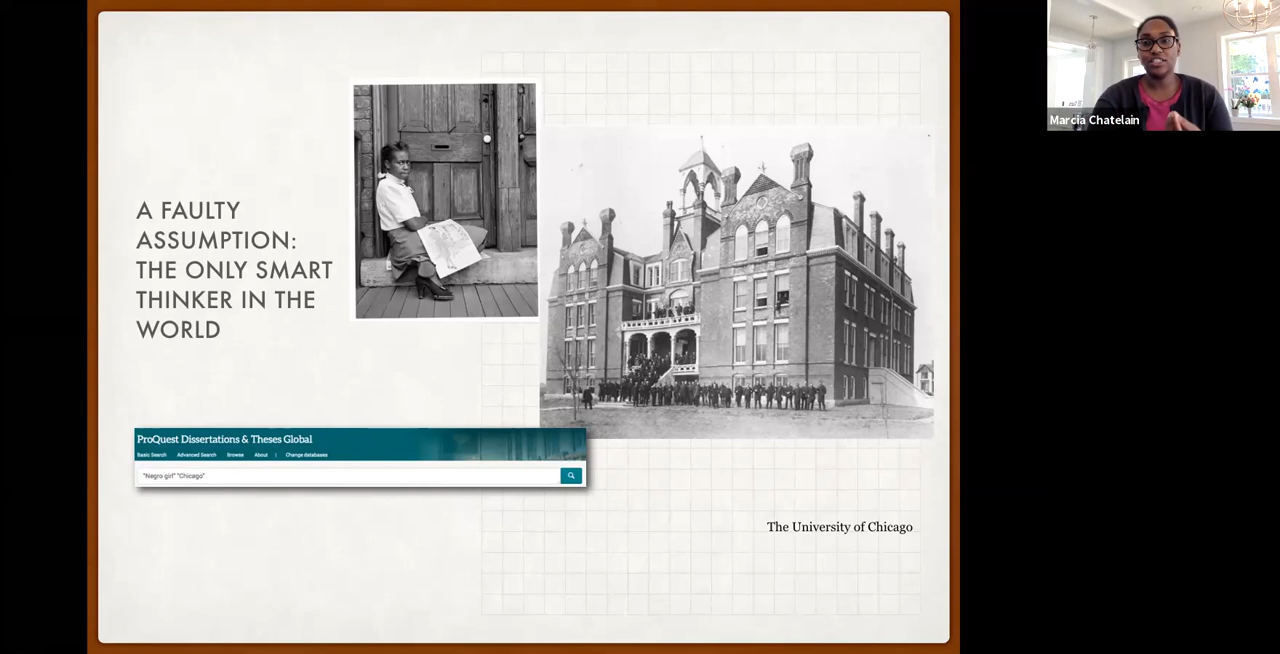 A FAULTY
ASSUMPTION:
THE ONLY SMART
THINKER IN THE
WORLD
ProQuest Dissertations & Theses Global
Basic Search Advanced Search Browse About | Change databases
"Negro girl" "Chicago"
The University of Chicago
Marcia Chatelain